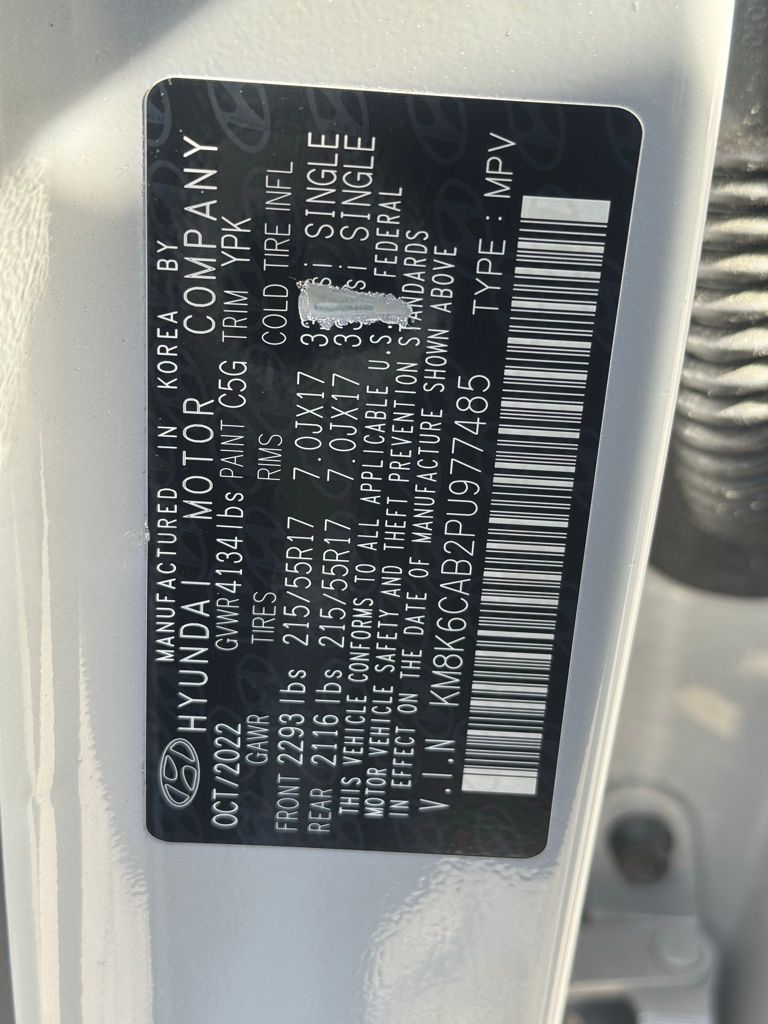 MANUFACTURED IN KOREA BY
HYUNDAI MOTOR COMPANY
OCT/2022 GVWR 4134 lbs PAINT C5G TRIM YPK
GAWR TIRES RIMS COLD TIRE INFL
FRONT 2293 lbs 215/55R17 7.0JX17 SINGLE
REAR 2116 lbs 215/55R17 7.0JX17 SINGLE
THIS VEHICLE CONFORMS TO ALL APPLICABLE U.S. FEDERAL
MOTOR VEHICLE SAFETY AND THEFT PREVENTION STANDARDS
IN EFFECT ON THE DATE OF MANUFACTURE SHOWN ABOVE
V.I.N KM8K6CAB2PU977485 TYPE : MPV